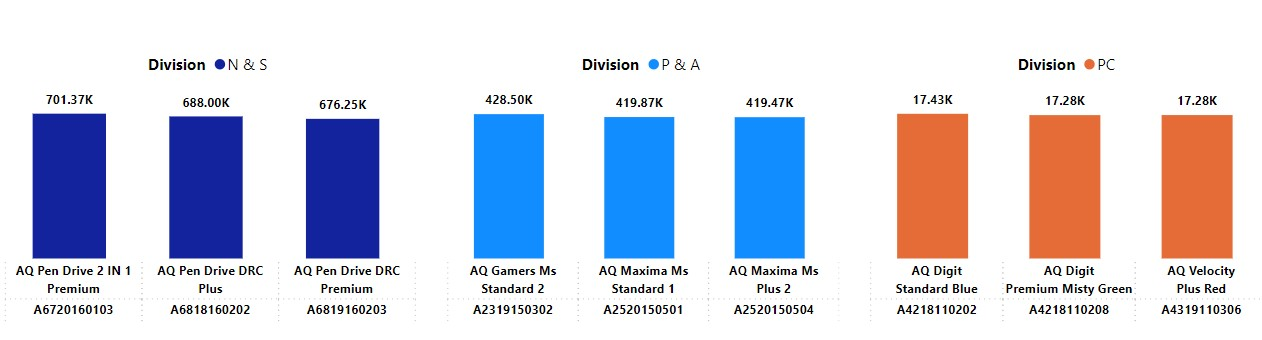 Division N & S
701.37K
688.00K
676.25K
AQ Pen Drive 2 IN 1
Premium
AQ Pen Drive DRC
Plus
AQ Pen Drive DRC
Premium
A6720160103
A6818160202
A6819160203
Division P & A
428.50K
419.87K
419.47K
AQ Gamers Ms
Standard 2
AQ Maxima Ms
Standard 1
AQ Maxima Ms
Plus 2
A2319150302
A2520150501
A2520150504
Division PC
17.43K
17.28K
17.28K
AQ Digit
Standard Blue
AQ Digit
Premium Misty Green
AQ Velocity
Plus Red
A4218110202
A4218110208
A4319110306